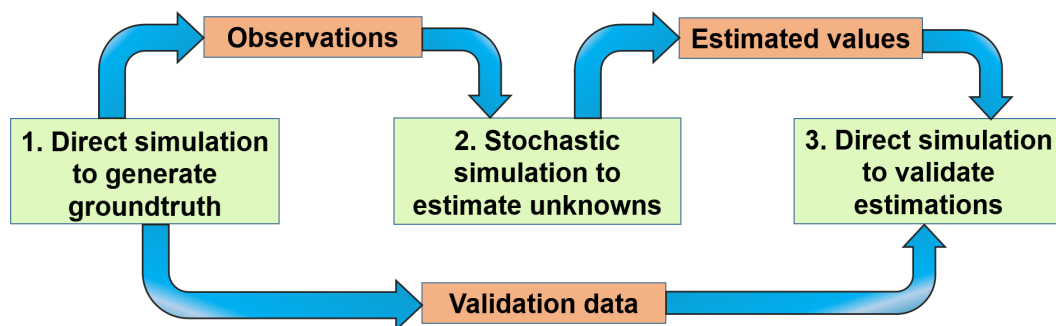 Observations
Estimated values
1. Direct simulation
to generate
groundtruth
2. Stochastic
simulation to
estimate unknowns
3. Direct simulation
to validate
estimations
Validation data